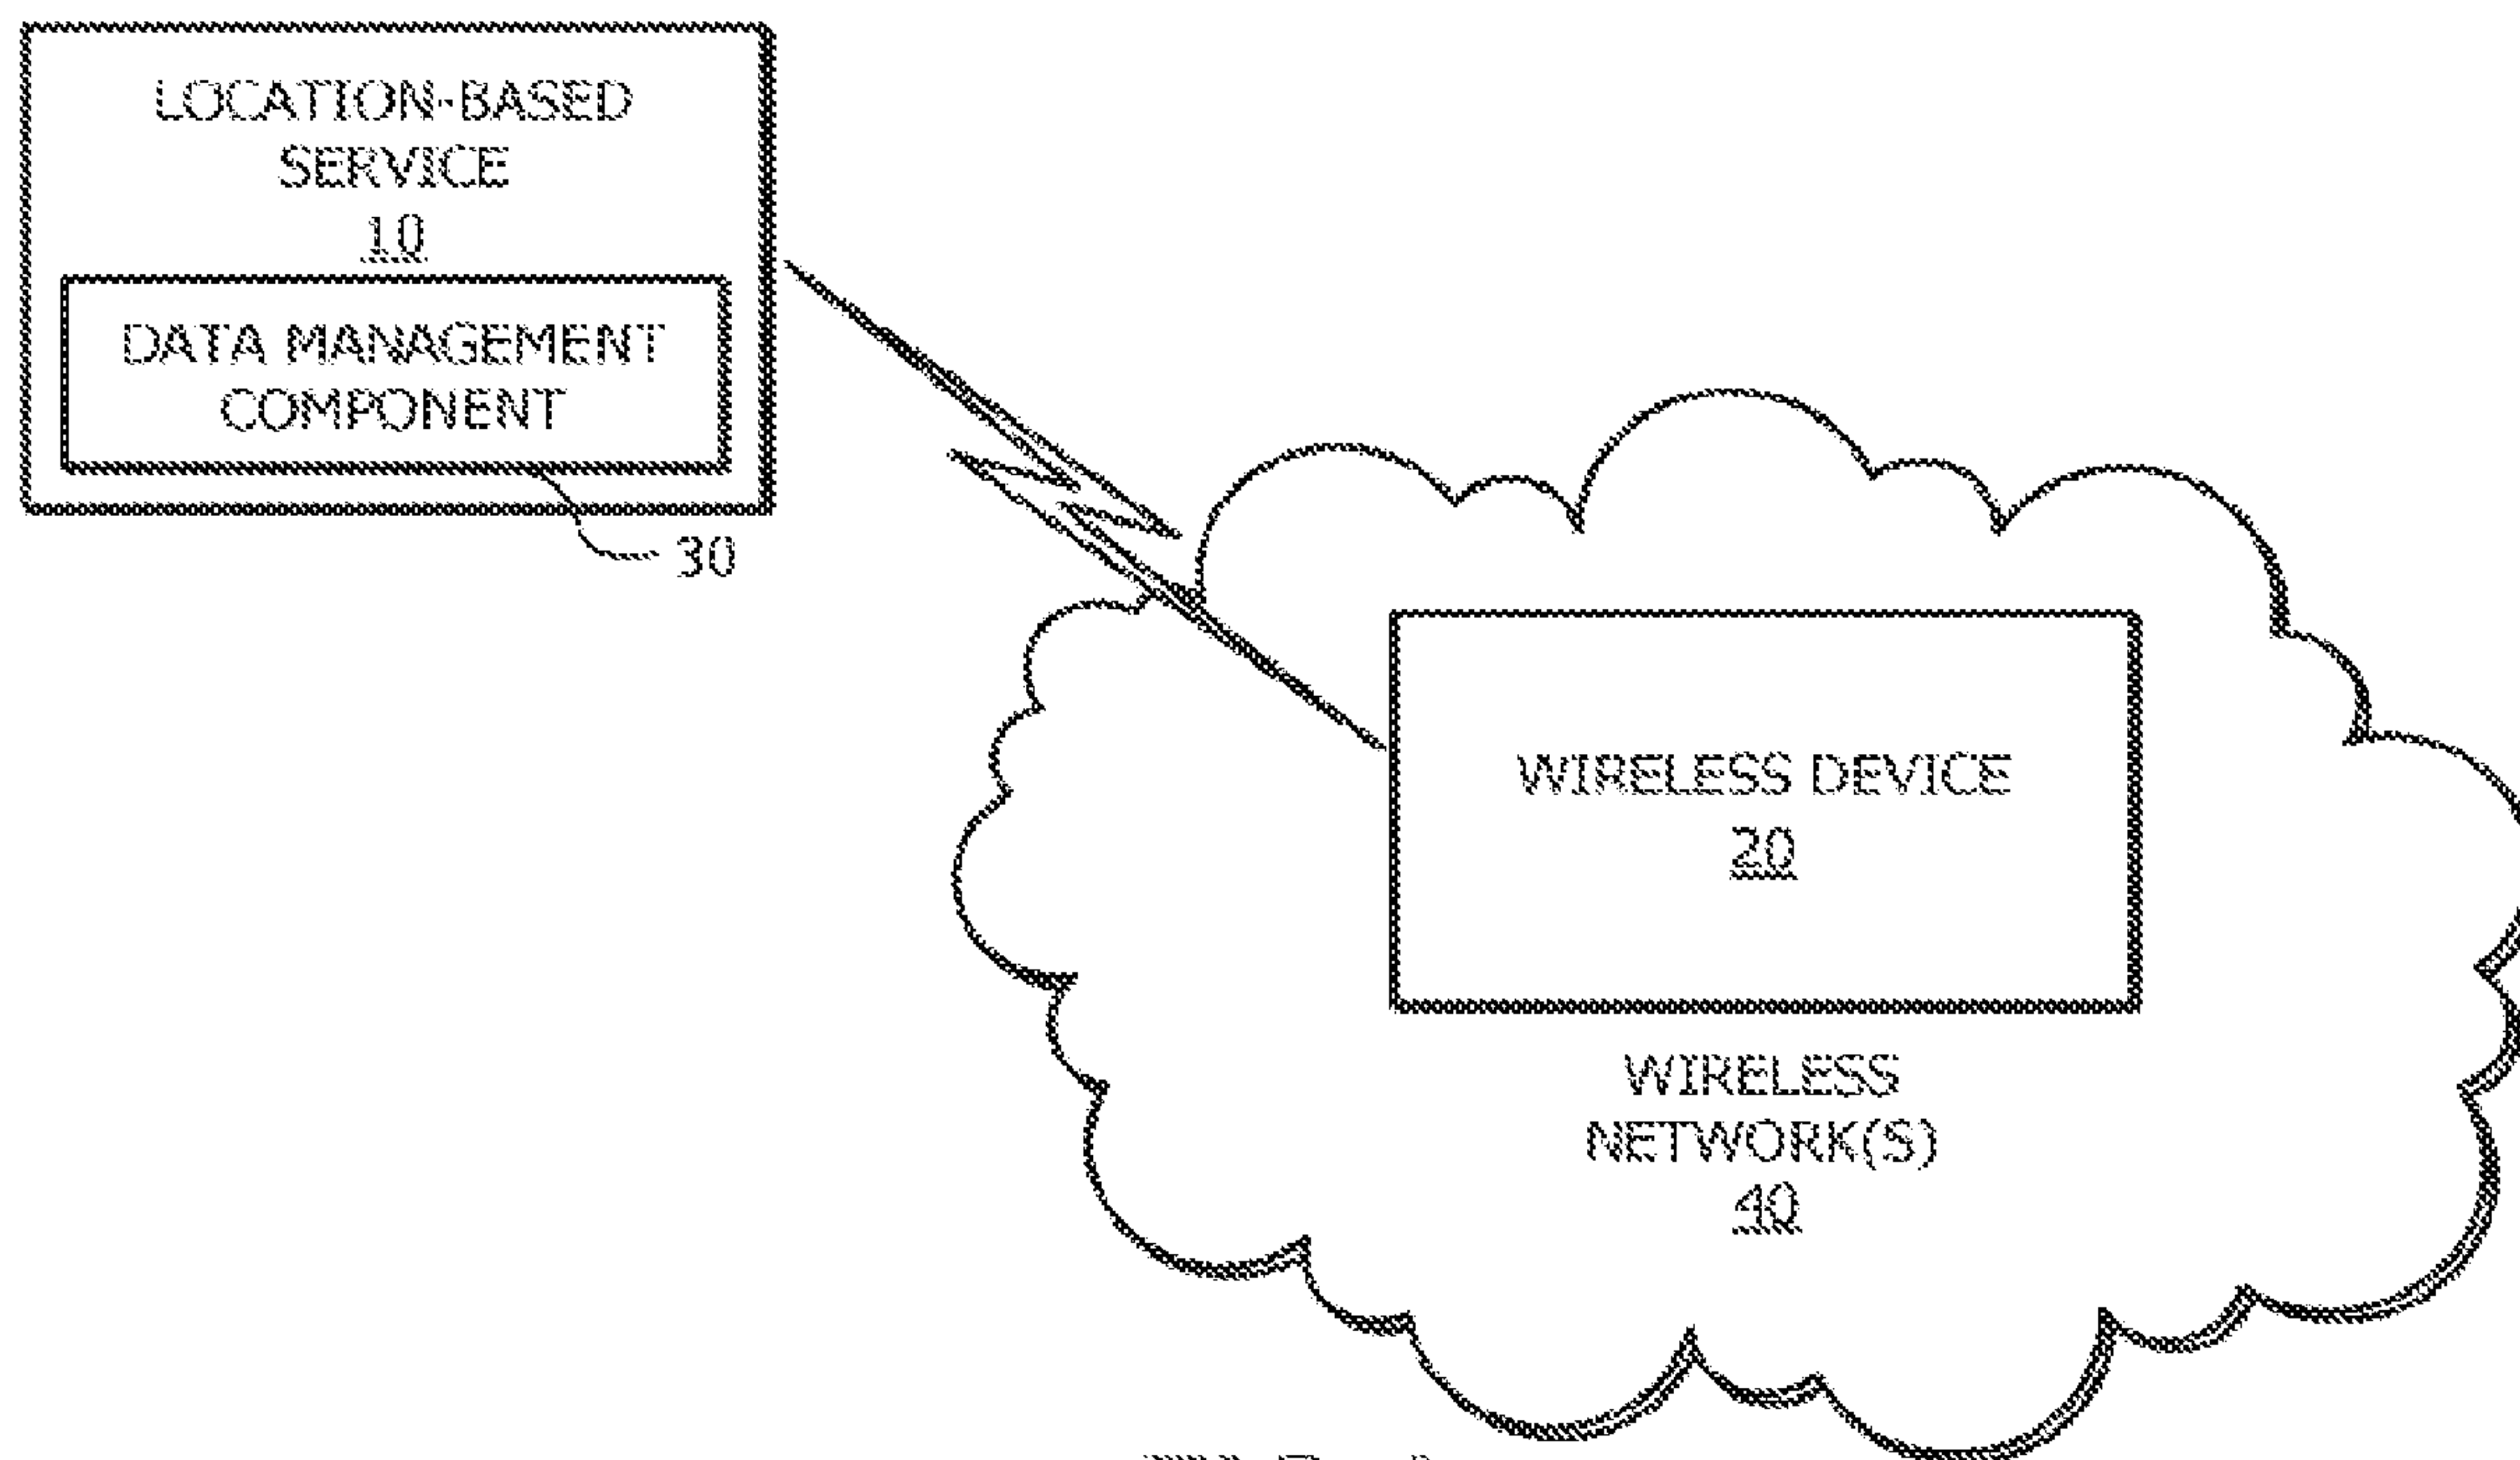 LOCATION-BASED
SERVICE
10
DATA MANAGEMENT
COMPONENT
30
WIRELESS DEVICE
20
WIRELESS
NETWORK(S)
40